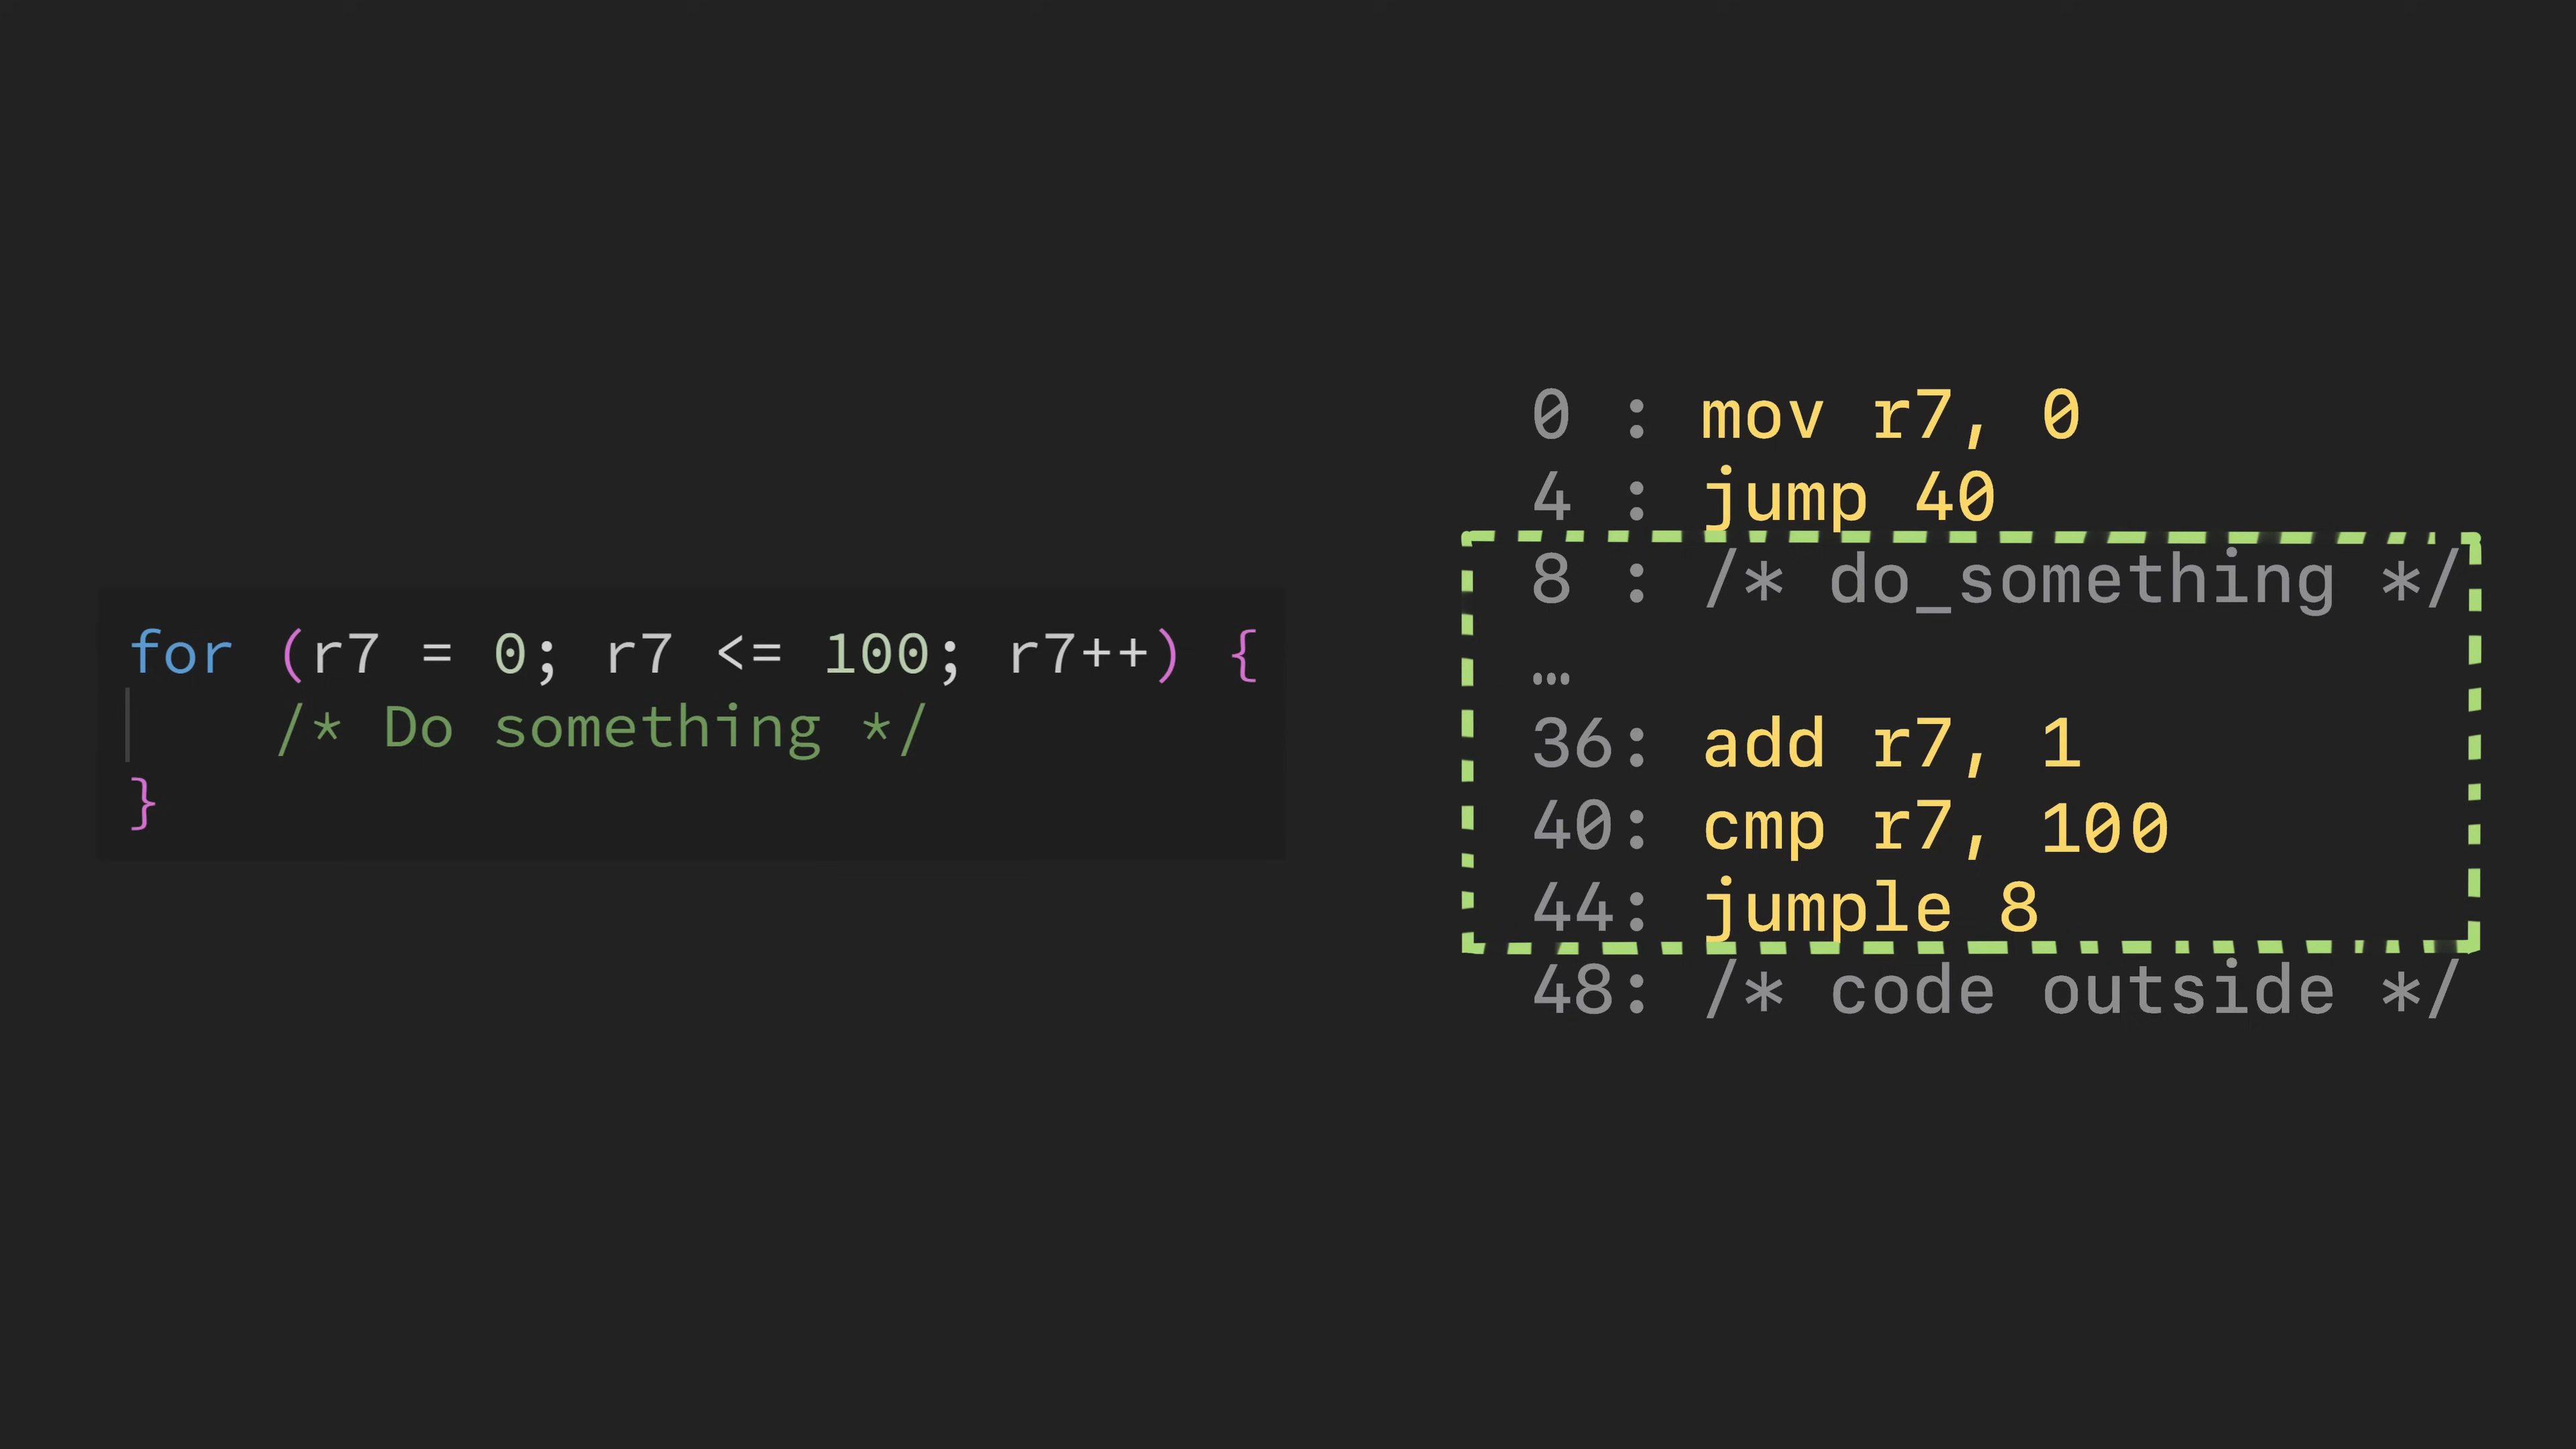 for (r7 = 0; r7 <= 100; r7++) {
/* Do something */
}
0 : mov r7, 0
4 : jump 40
8 : /* do_something */
…
36: add r7, 1
40: cmp r7, 100
44: jumple 8
48: /* code outside */